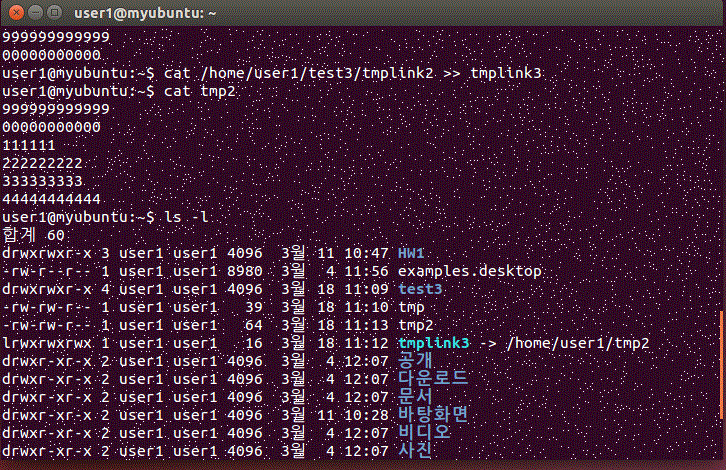 user1@myubuntu: ~
999999999999
00000000000
user1@myubuntu:~$ cat /home/user1/test3/tmplink2 >> tmplink3
user1@myubuntu:~$ cat tmp2
999999999999
00000000000
111111
222222222
333333333
44444444444
user1@myubuntu:~$ ls -l
합계 60
drwxrwxr-x 3 user1 user1 4096  3월 11 10:47 HW1
-rw-r--r-- 1 user1 user1 8980  3월  4 11:56 examples.desktop
drwxrwxr-x 4 user1 user1 4096  3월 18 11:09 test3
-rw-rw-r-- 1 user1 user1   39  3월 18 11:10 tmp
-rw-rw-r-- 1 user1 user1   64  3월 18 11:13 tmp2
lrwxrwxrwx 1 user1 user1   16  3월 18 11:12 tmplink3 -> /home/user1/tmp2
drwxr-xr-x 2 user1 user1 4096  3월  4 12:07 공개
drwxr-xr-x 2 user1 user1 4096  3월  4 12:07 다운로드
drwxr-xr-x 2 user1 user1 4096  3월  4 12:07 문서
drwxr-xr-x 2 user1 user1 4096  3월 11 10:28 바탕화면
drwxr-xr-x 2 user1 user1 4096  3월  4 12:07 비디오
drwxr-xr-x 2 user1 user1 4096  3월  4 12:07 사진